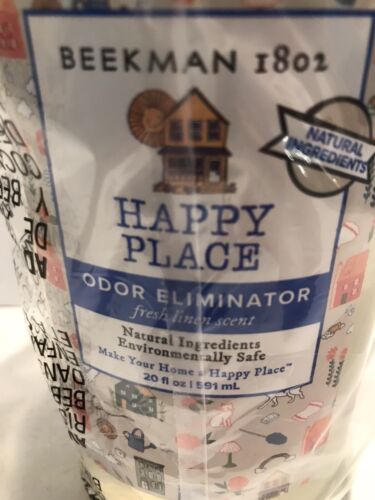 BEEKMAN 1802
NATURAL
INGREDIENTS
HAPPY
PLACE
ODOR ELIMINATOR
fresh linen scent
Natural Ingredients
Environmentally Safe
Make Your Home a Happy Place™
20 fl oz | 591 mL